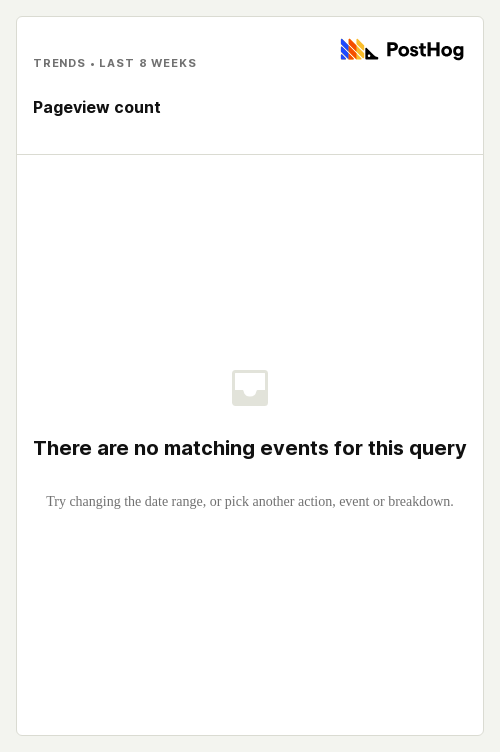 TRENDS • LAST 8 WEEKS
PostHog
Pageview count
There are no matching events for this query
Try changing the date range, or pick another action, event or breakdown.